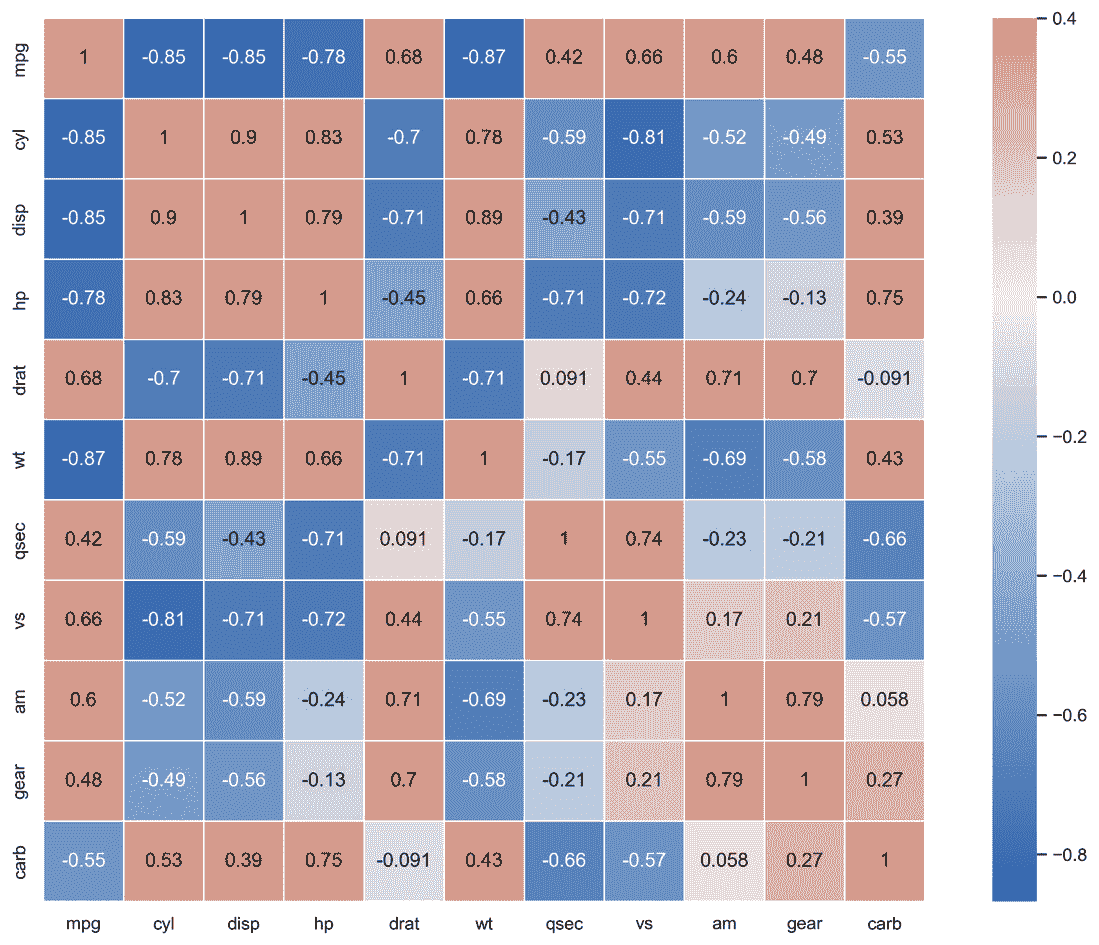 mpg 1 -0.85 -0.85 -0.78 0.68 -0.87 0.42 0.66 0.6 0.48 -0.55
cyl -0.85 1 0.9 0.83 -0.7 0.78 -0.59 -0.81 -0.52 -0.49 0.53
disp -0.85 0.9 1 0.79 -0.71 0.89 -0.43 -0.71 -0.59 -0.56 0.39
hp -0.78 0.83 0.79 1 -0.45 0.66 -0.71 -0.72 -0.24 -0.13 0.75
drat 0.68 -0.7 -0.71 -0.45 1 -0.71 0.091 0.44 0.71 0.7 -0.091
wt -0.87 0.78 0.89 0.66 -0.71 1 -0.17 -0.55 -0.69 -0.58 0.43
qsec 0.42 -0.59 -0.43 -0.71 0.091 -0.17 1 0.74 -0.23 -0.21 -0.66
vs 0.66 -0.81 -0.71 -0.72 0.44 -0.55 0.74 1 0.17 0.21 -0.57
am 0.6 -0.52 -0.59 -0.24 0.71 -0.69 -0.23 0.17 1 0.79 0.058
gear 0.48 -0.49 -0.56 -0.13 0.7 -0.58 -0.21 0.21 0.79 1 0.27
carb -0.55 0.53 0.39 0.75 -0.091 0.43 -0.66 -0.57 0.058 0.27 1
mpg cyl disp hp drat wt qsec vs am gear carb
0.4
0.2
0.0
−0.2
−0.4
−0.6
−0.8